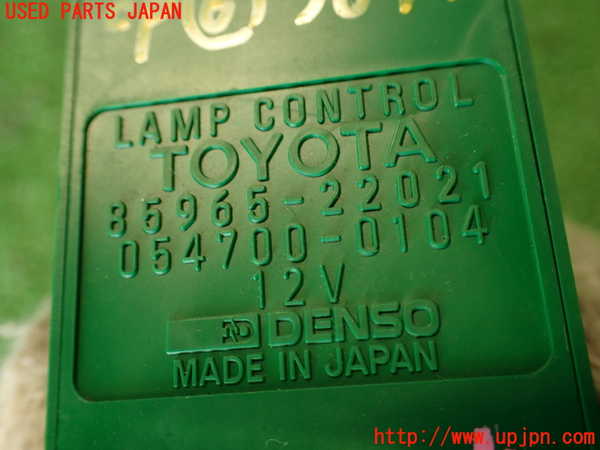 USED PARTS JAPAN
LAMP CONTROL
TOYOTA
85965-22021
054700-0104
12V
ND DENSO
MADE IN JAPAN
http://www.upjpn.com